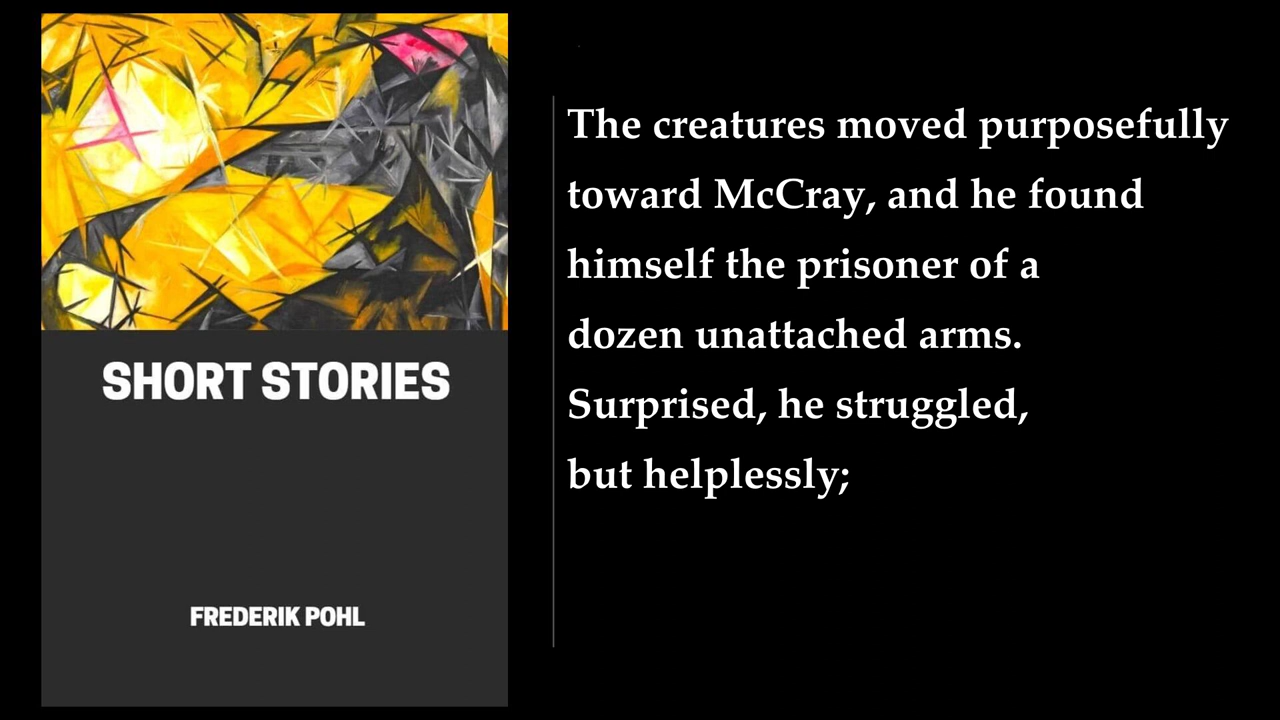 SHORT STORIES
FREDERIK POHL
The creatures moved purposefully
toward McCray, and he found
himself the prisoner of a
dozen unattached arms.
Surprised, he struggled,
but helplessly;